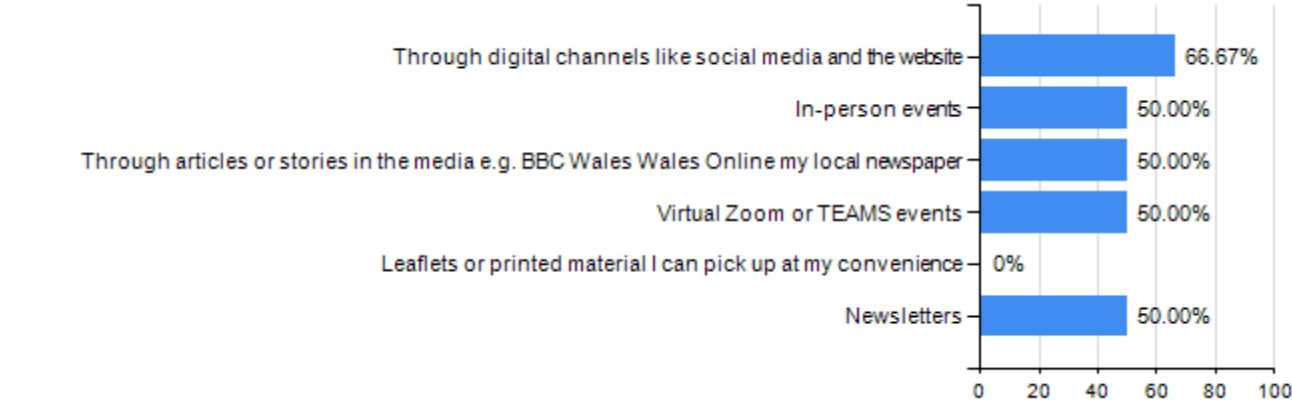 Through digital channels like social media and the website 66.67%
In-person events 50.00%
Through articles or stories in the media e.g. BBC Wales Wales Online my local newspaper 50.00%
Virtual Zoom or TEAMS events 50.00%
Leaflets or printed material I can pick up at my convenience 0%
Newsletters 50.00%
0 20 40 60 80 100